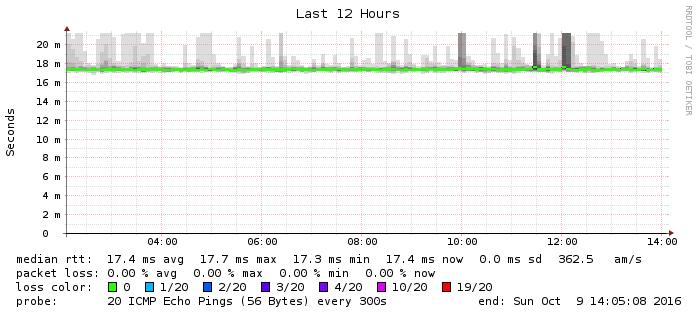 Last 12 Hours
RRDTOOL / TOBI OETIKER
Seconds
20 m
18 m
16 m
14 m
12 m
10 m
8 m
6 m
4 m
2 m
0
04:00 06:00 08:00 10:00 12:00 14:00
median rtt: 17.4 ms avg 17.7 ms max 17.3 ms min 17.4 ms now 0.0 ms sd 362.5 am/s
packet loss: 0.00 % avg 0.00 % max 0.00 % min 0.00 % now
loss color: 0 1/20 2/20 3/20 4/20 10/20 19/20
probe: 20 ICMP Echo Pings (56 Bytes) every 300s end: Sun Oct 9 14:05:08 2016